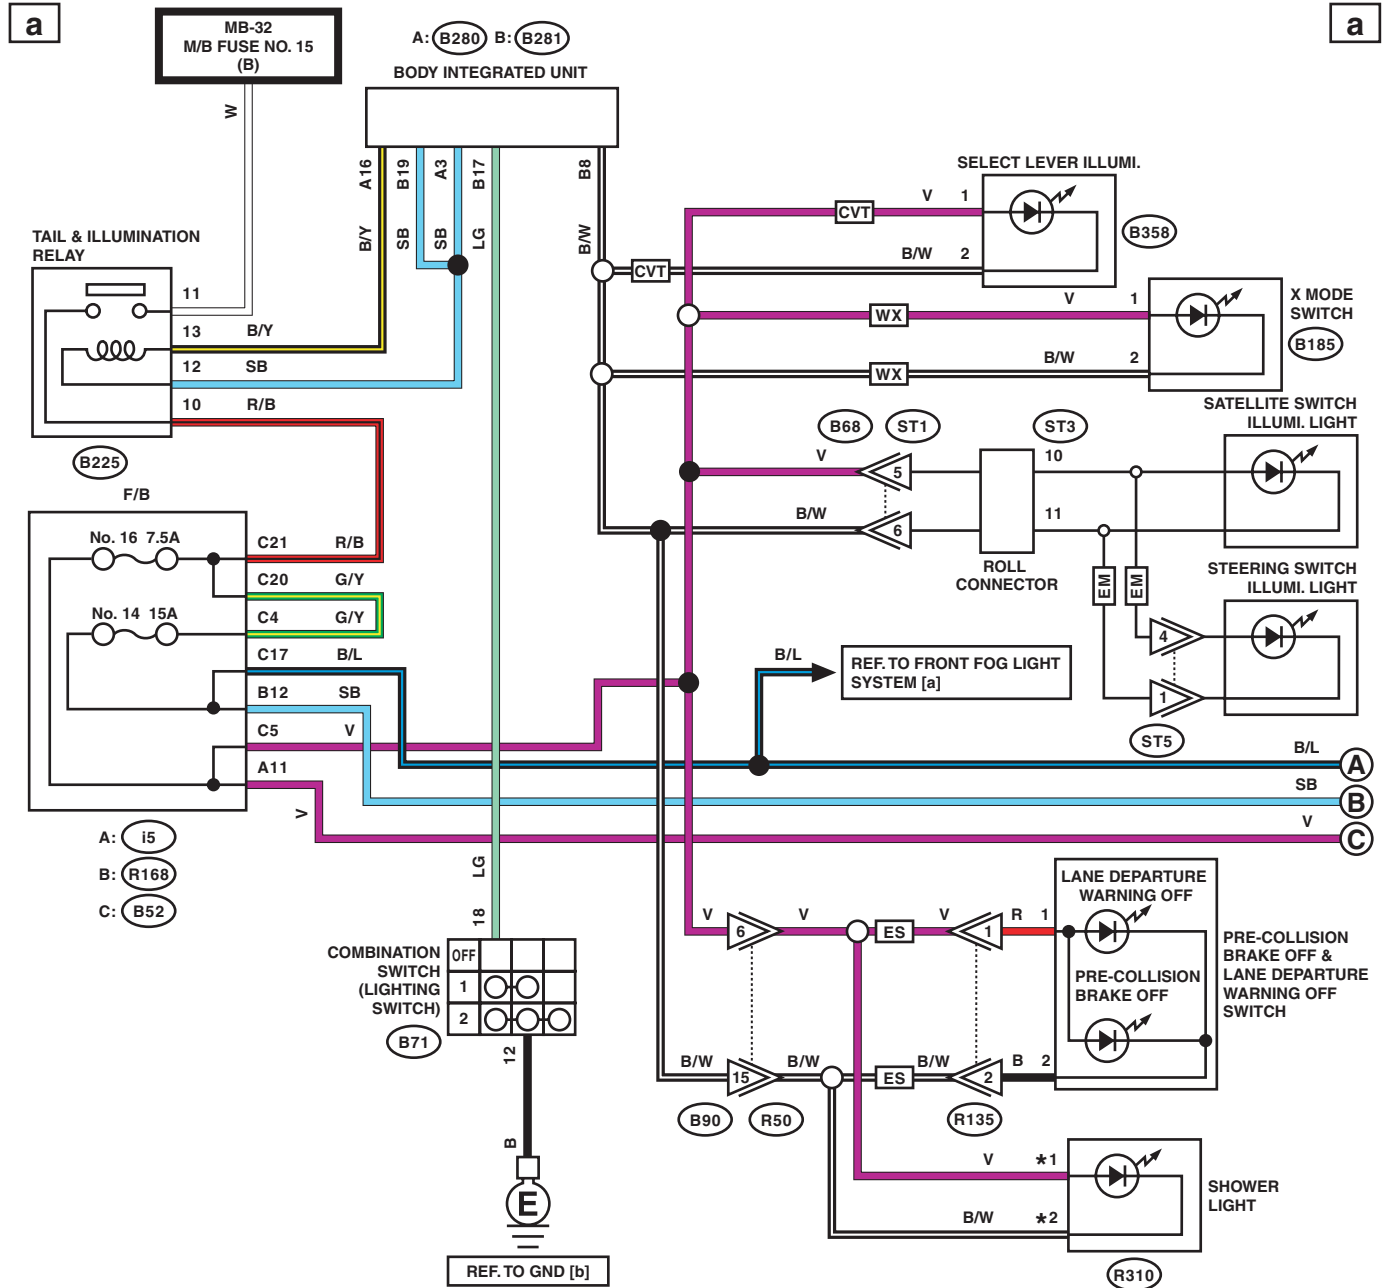 a
a
MB-32
M/B FUSE NO. 15
(B)
A: B280 B: B281
BODY INTEGRATED UNIT
W
A16
B19
A3
B17
B8
B/Y
SB
SB
LG
B/W
SELECT LEVER ILLUMI.
V 1
CVT
B/W 2
CVT
B358
TAIL & ILLUMINATION
RELAY
11
13 B/Y
12 SB
10 R/B
B225
V 1
WX
X MODE
SWITCH
B185
B/W 2
WX
SATELLITE SWITCH
ILLUMI. LIGHT
B68 ST1 ST3
V 5 10
B/W 6 11
ROLL
CONNECTOR
EM EM
STEERING SWITCH
ILLUMI. LIGHT
4
1
ST5
F/B
No. 16 7.5A
C21 R/B
C20 G/Y
No. 14 15A
C4 G/Y
C17 B/L
B12 SB
C5 V
A11
V
A: i5
B: R168
C: B52
B/L
REF. TO FRONT FOG LIGHT
SYSTEM [a]
B/L A
SB B
V C
LG
18
COMBINATION
SWITCH
(LIGHTING
SWITCH)
OFF
1
2
B71
12
B
E
REF. TO GND [b]
LANE DEPARTURE
WARNING OFF
V 6 V ES V 1 R 1
PRE-COLLISION
BRAKE OFF
PRE-COLLISION
BRAKE OFF &
LANE DEPARTURE
WARNING OFF
SWITCH
B/W 15 B/W ES B/W 2 B 2
B90 R50 R135
V *1
B/W *2
SHOWER
LIGHT
R310